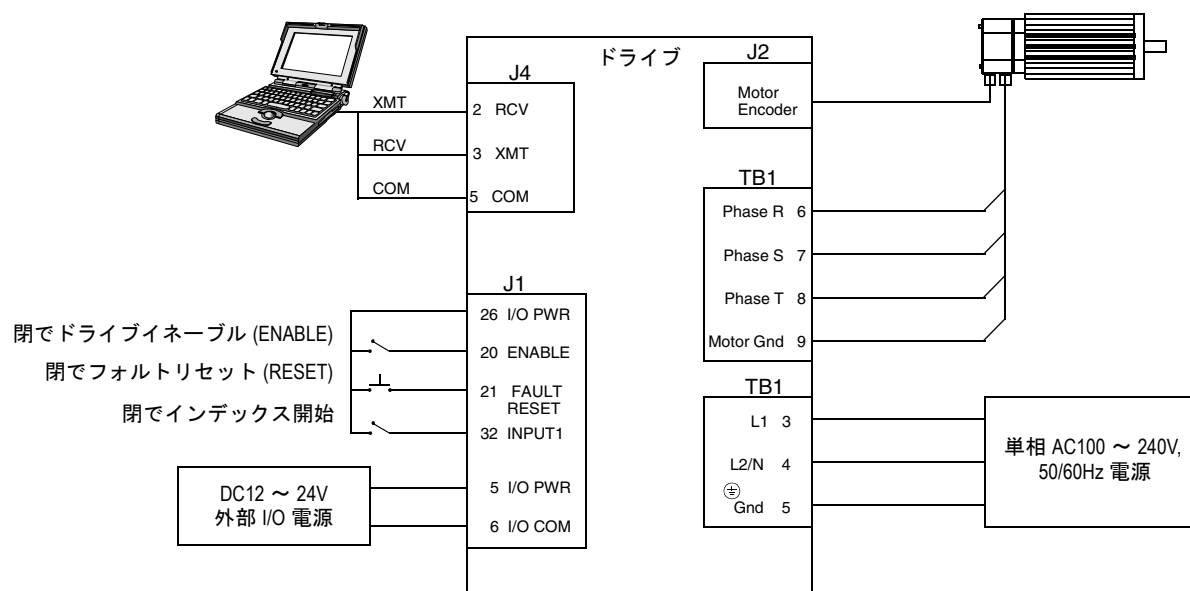 ドライブ
J4
XMT
2 RCV
RCV
3 XMT
COM
5 COM
J2
Motor
Encoder
TB1
Phase R 6
Phase S 7
Phase T 8
Motor Gnd 9
J1
26 I/O PWR
閉でドライブイネーブル (ENABLE)
20 ENABLE
閉でフォルトリセット (RESET)
21 FAULT
RESET
閉でインデックス開始
32 INPUT1
DC12 ～ 24V
外部 I/O 電源
5 I/O PWR
6 I/O COM
TB1
L1 3
L2/N 4
Gnd 5
単相 AC100 ～ 240V,
50/60Hz 電源